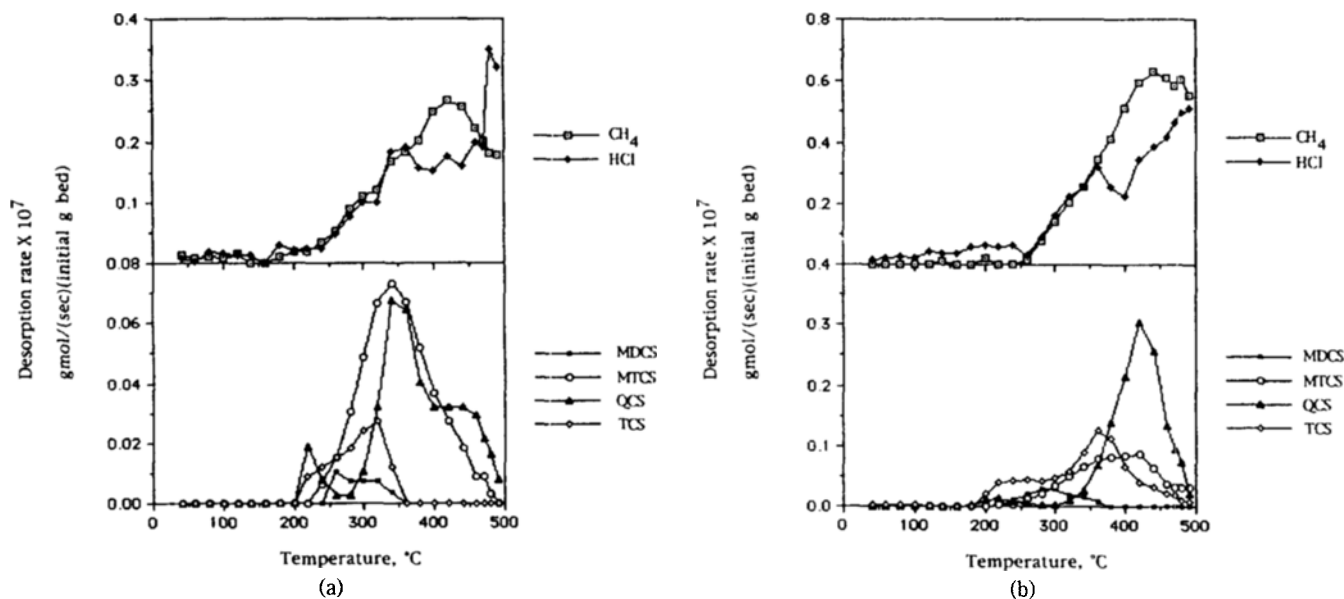 0.4
0.3
0.2
0.1
0.08
0.06
0.04
0.02
0.00
0 100 200 300 400 500
Desorption rate X 10^7
gmol/(sec)(initial g bed)
CH4
HCl
MDCS
MTCS
QCS
TCS
Temperature, °C
(a)
0.8
0.6
0.4
0.2
0.4
0.3
0.2
0.1
0.0
0 100 200 300 400 500
Desorption rate X 10^7
gmol/(sec)(initial g bed)
CH4
HCl
MDCS
MTCS
QCS
TCS
Temperature, °C
(b)